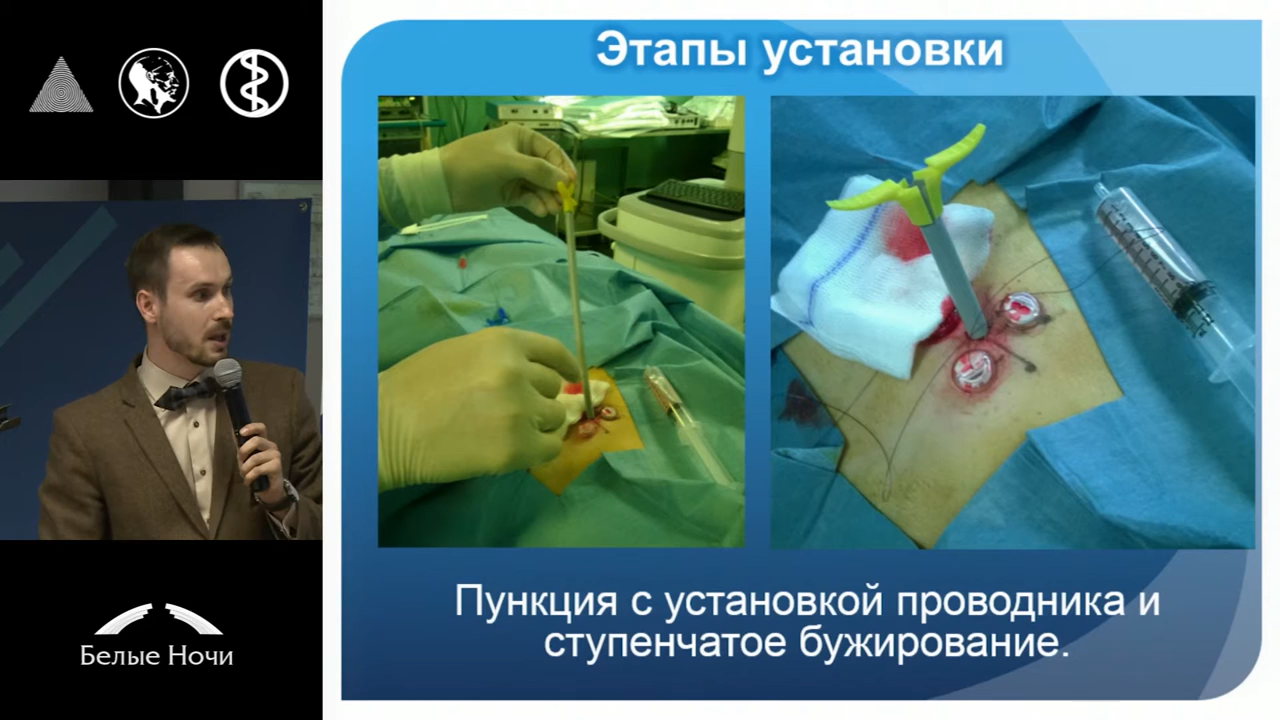 Этапы установки
Пункция с установкой проводника и
ступенчатое бужирование.
Белые Ночи